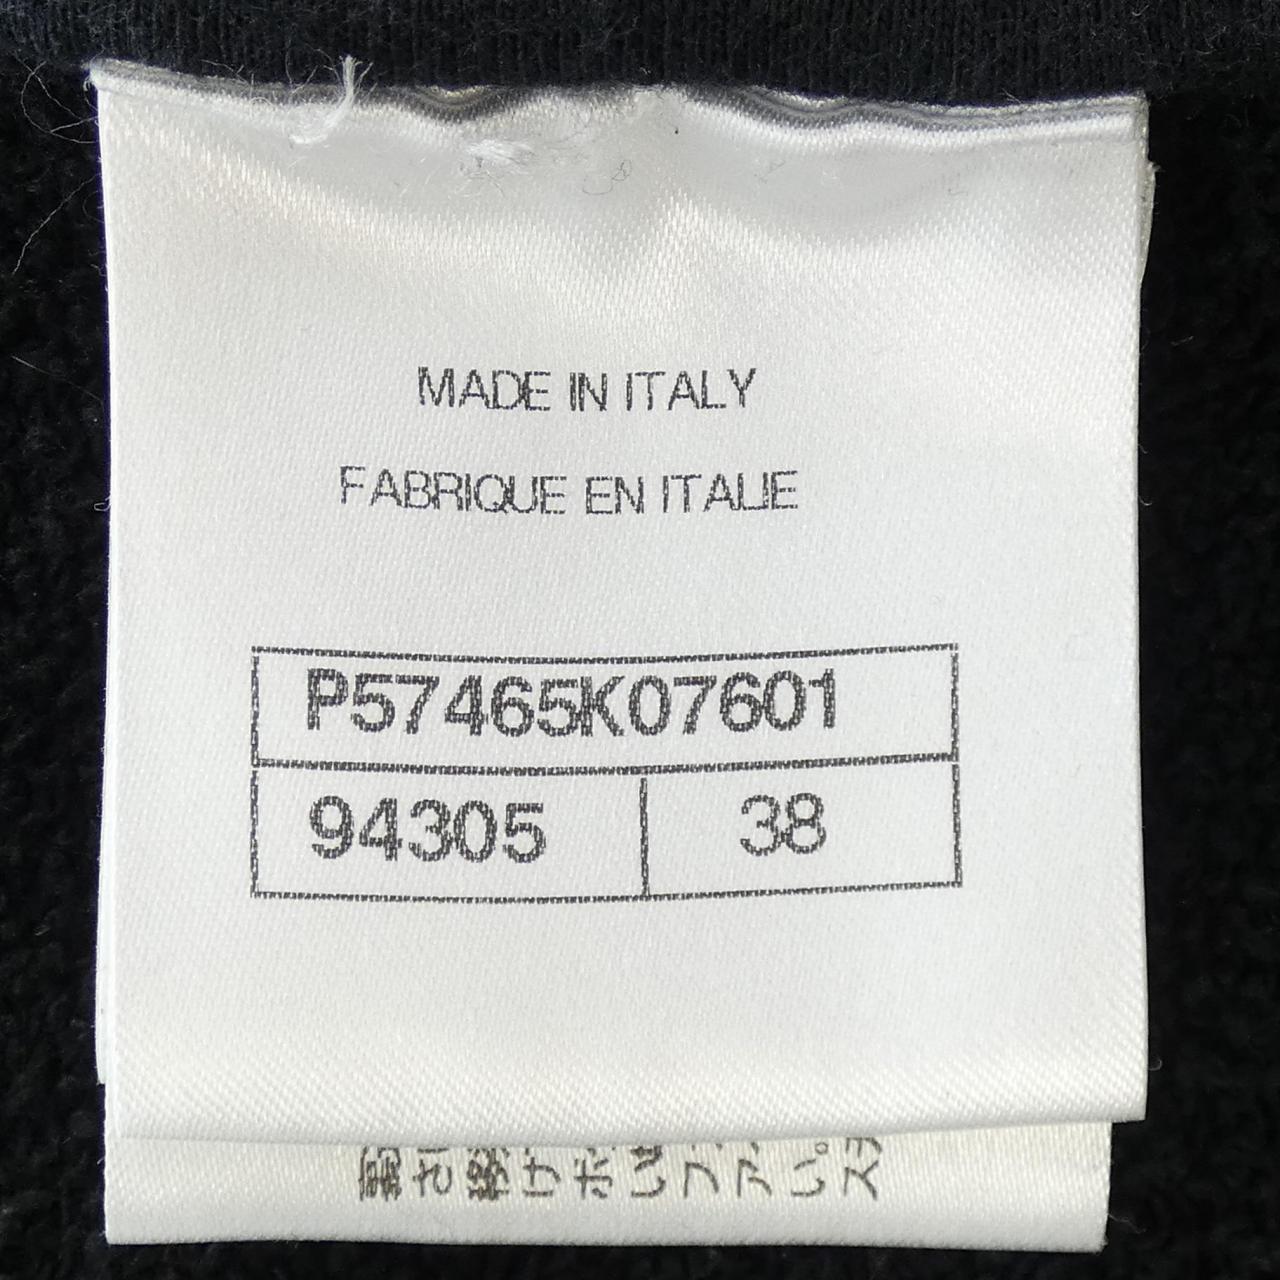 MADE IN ITALY
FABRIQUE EN ITALIE
P57465K07601
94305 38